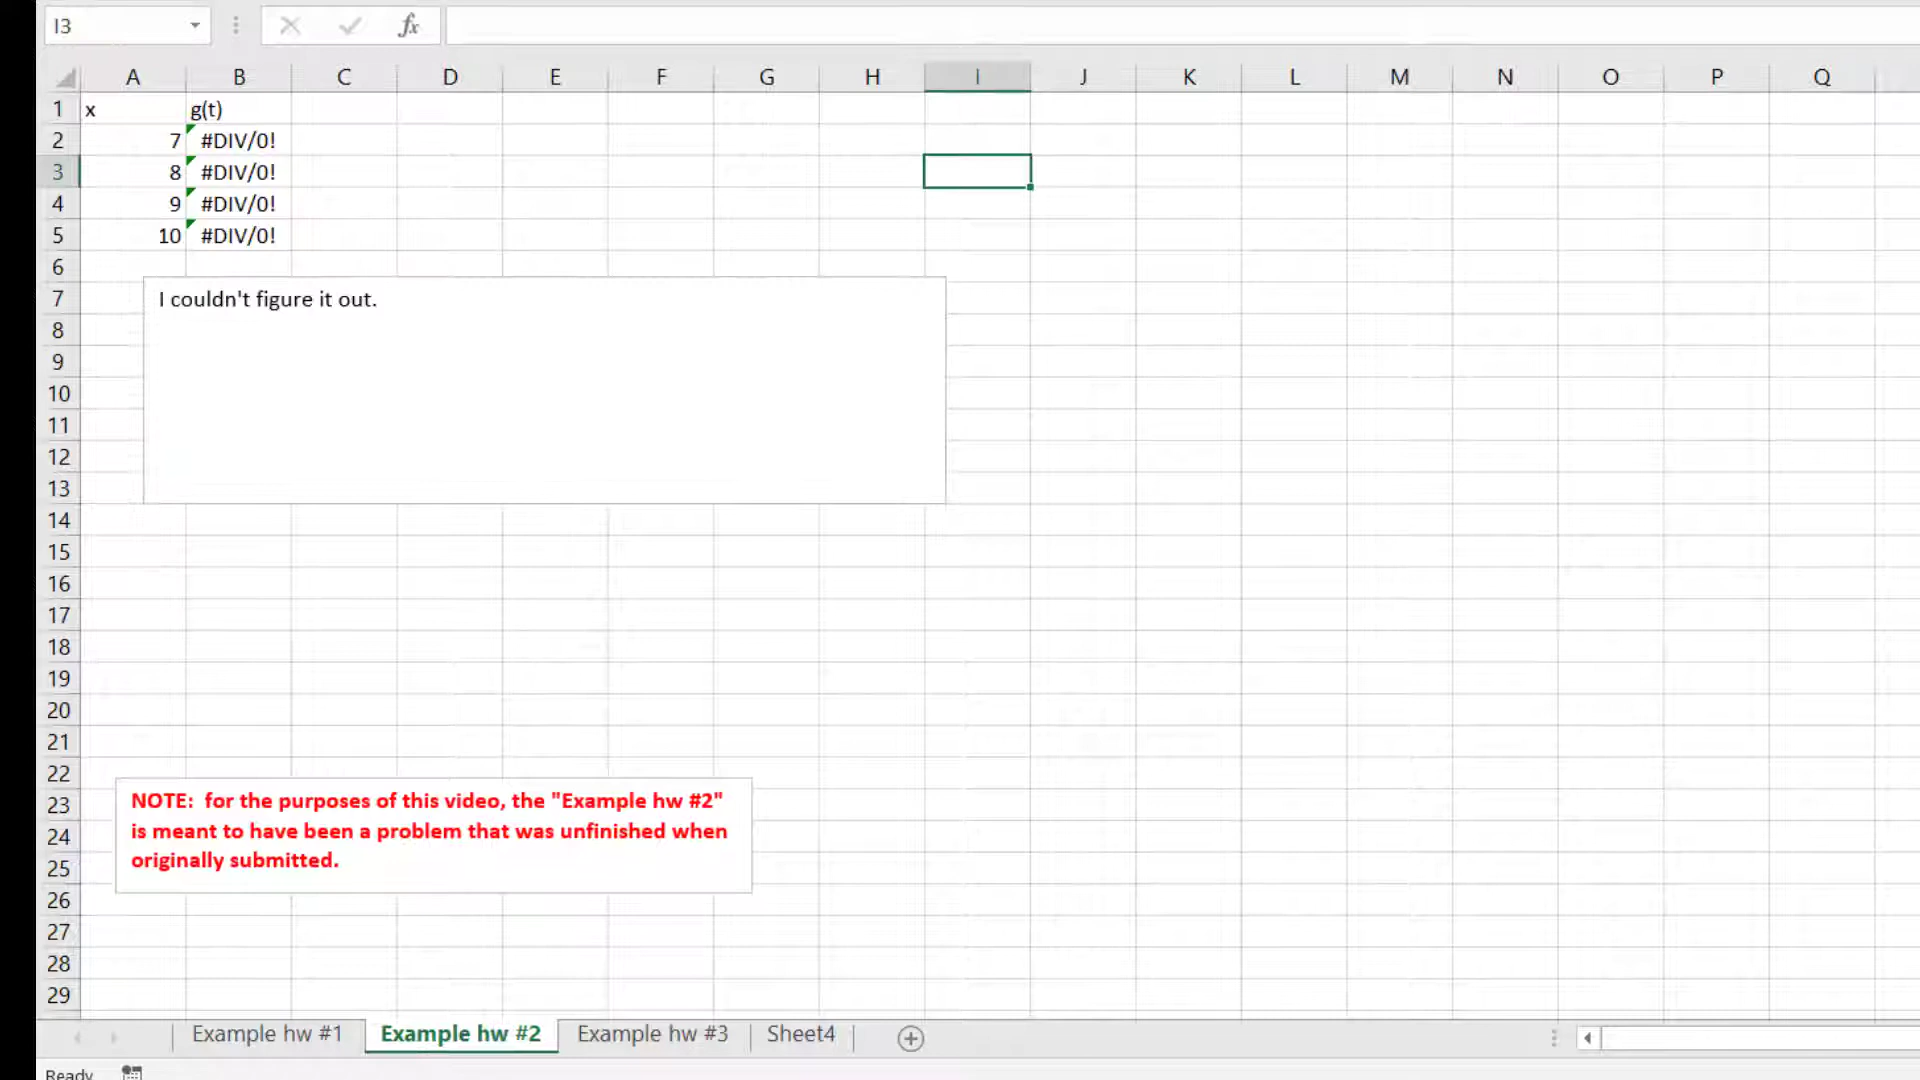 I3
fx
A B C D E F G H I J K L M N O P Q
1 x g(t)
2 7 #DIV/0!
3 8 #DIV/0!
4 9 #DIV/0!
5 10 #DIV/0!
6
7 I couldn't figure it out.
8
9
10
11
12
13
14
15
16
17
18
19
20
21
22
23 NOTE: for the purposes of this video, the "Example hw #2"
24 is meant to have been a problem that was unfinished when
25 originally submitted.
26
27
28
29
Example hw #1 Example hw #2 Example hw #3 Sheet4
Ready